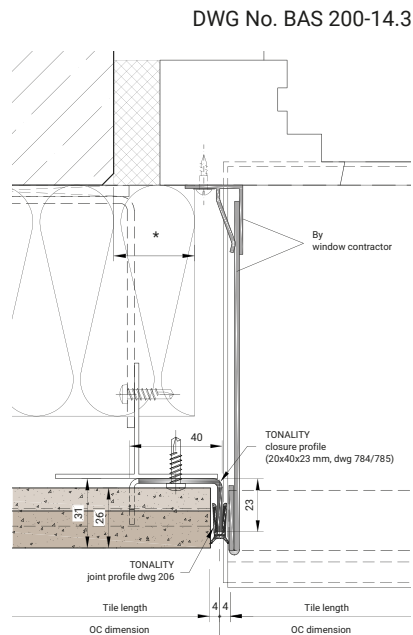 DWG No. BAS 200-14.3
*
By
window contractor
40
TONALITY
closure profile
(20x40x23 mm, dwg 784/785)
31
26
23
TONALITY
joint profile dwg 206
Tile length
4 4
Tile length
OC dimension
OC dimension